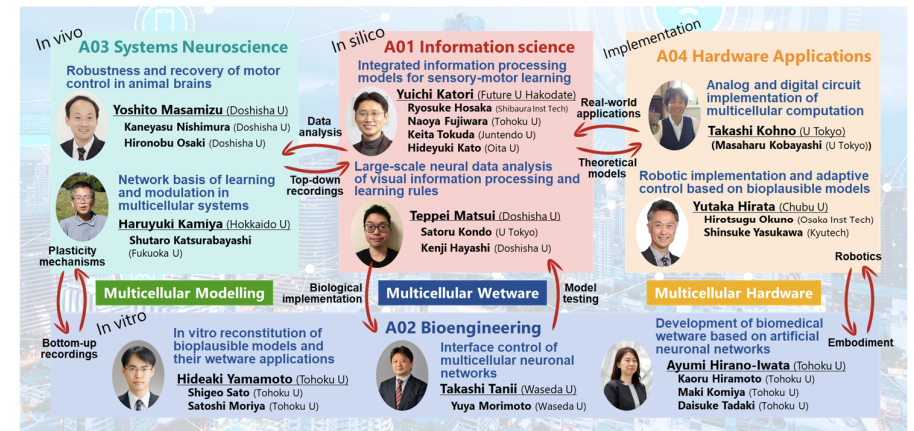 In vivo
A03 Systems Neuroscience
Robustness and recovery of motor
control in animal brains
Yoshito Masamizu (Doshisha U)
Kaneyasu Nishimura (Doshisha U)
Hironobu Osaki (Doshisha U)
Network basis of learning
and modulation in
multicellular systems
Haruyuki Kamiya (Hokkaido U)
Shutaro Katsurabayashi
(Fukuoka U)
Data
analysis
Top-down
recordings
In silico
A01 Information science
Integrated information processing
models for sensory-motor learning
Yuichi Katori (Future U Hakodate)
Ryosuke Hosaka (Shibaura Inst Tech)
Naoya Fujiwara (Tohoku U)
Keita Tokuda (Juntendo U)
Hideyuki Kato (Oita U)
Large-scale neural data analysis
of visual information processing and
learning rules
Teppei Matsui (Doshisha U)
Satoru Kondo (U Tokyo)
Kenji Hayashi (Doshisha U)
Real-world
applications
Theoretical
models
Implementation
A04 Hardware Applications
Analog and digital circuit
implementation of
multicellular computation
Takashi Kohno (U Tokyo)
(Masaharu Kobayashi (U Tokyo))
Robotic implementation and adaptive
control based on bioplausible models
Yutaka Hirata (Chubu U)
Hirotsugu Okuno (Osaka Inst Tech)
Shinsuke Yasukawa (Kyutech)
Plasticity
mechanisms
Bottom-up
recordings
Multicellular Modelling
Biological
implementation
Multicellular Wetware
Model
testing
Multicellular Hardware
Robotics
Embodiment
In vitro
A02 Bioengineering
In vitro reconstitution of
bioplausible models and
their wetware applications
Hideaki Yamamoto (Tohoku U)
Shigeo Sato (Tohoku U)
Satoshi Moriya (Tohoku U)
Interface control of
multicellular neuronal
networks
Takashi Tanii (Waseda U)
Yuya Morimoto (Waseda U)
Development of biomedical
wetware based on artificial
neuronal networks
Ayumi Hirano-Iwata (Tohoku U)
Kaoru Hiramoto (Tohoku U)
Maki Komiya (Tohoku U)
Daisuke Tadaki (Tohoku U)